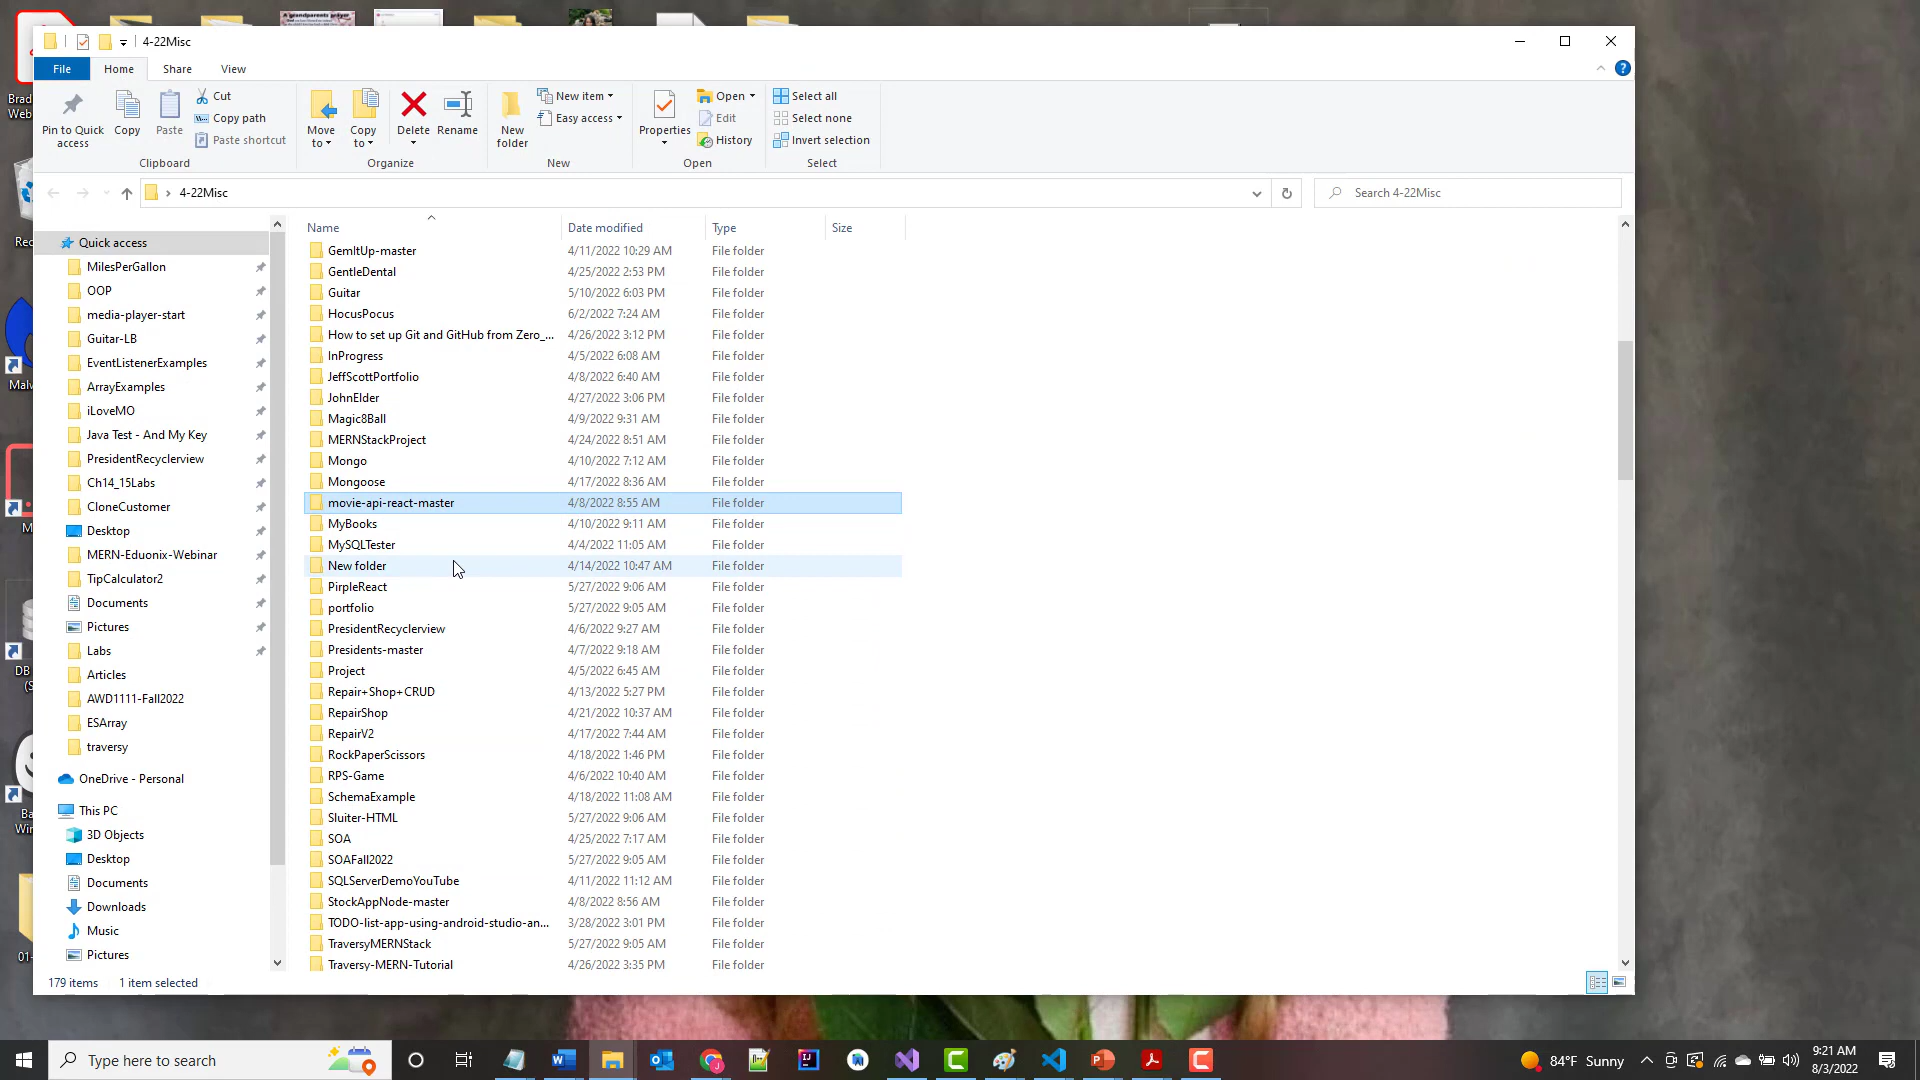 A grandparents prayer
4-22Misc
File
Home
Share
View
Pin to Quick access
Copy
Paste
Cut
Copy path
Paste shortcut
Clipboard
Move to
Copy to
Delete
Rename
Organize
New folder
New item
Easy access
New
Properties
Open
Edit
History
Open
Select all
Select none
Invert selection
Select
4-22Misc
Search 4-22Misc
Quick access
MilesPerGallon
OOP
media-player-start
Guitar-LB
EventListenerExamples
ArrayExamples
iLoveMO
Java Test - And My Key
PresidentRecyclerview
Ch14_15Labs
CloneCustomer
Desktop
MERN-Eduonix-Webinar
TipCalculator2
Documents
Pictures
Labs
Articles
AWD1111-Fall2022
ESArray
traversy
OneDrive - Personal
This PC
3D Objects
Desktop
Documents
Downloads
Music
Pictures
Name Date modified Type Size
GemItUp-master 4/11/2022 10:29 AM File folder
GentleDental 4/25/2022 2:53 PM File folder
Guitar 5/10/2022 6:03 PM File folder
HocusPocus 6/2/2022 7:24 AM File folder
How to set up Git and GitHub from Zero_... 4/26/2022 3:12 PM File folder
InProgress 4/5/2022 6:08 AM File folder
JeffScottPortfolio 4/8/2022 6:40 AM File folder
JohnElder 4/27/2022 3:06 PM File folder
Magic8Ball 4/9/2022 9:31 AM File folder
MERNStackProject 4/24/2022 8:51 AM File folder
Mongo 4/10/2022 7:12 AM File folder
Mongoose 4/17/2022 8:36 AM File folder
movie-api-react-master 4/8/2022 8:55 AM File folder
MyBooks 4/10/2022 9:11 AM File folder
MySQLTester 4/4/2022 11:05 AM File folder
New folder 4/14/2022 10:47 AM File folder
PirpleReact 5/27/2022 9:06 AM File folder
portfolio 5/27/2022 9:05 AM File folder
PresidentRecyclerview 4/6/2022 9:27 AM File folder
Presidents-master 4/7/2022 9:18 AM File folder
Project 4/5/2022 6:45 AM File folder
Repair+Shop+CRUD 4/13/2022 5:27 PM File folder
RepairShop 4/21/2022 10:37 AM File folder
RepairV2 4/17/2022 7:44 AM File folder
RockPaperScissors 4/18/2022 1:46 PM File folder
RPS-Game 4/6/2022 10:40 AM File folder
SchemaExample 4/18/2022 11:08 AM File folder
Sluiter-HTML 5/27/2022 9:06 AM File folder
SOA 4/25/2022 7:17 AM File folder
SOAFall2022 5/27/2022 9:05 AM File folder
SQLServerDemoYouTube 4/11/2022 11:12 AM File folder
StockAppNode-master 4/8/2022 8:56 AM File folder
TODO-list-app-using-android-studio-an... 3/28/2022 3:01 PM File folder
TraversyMERNStack 5/27/2022 9:05 AM File folder
Traversy-MERN-Tutorial 4/26/2022 3:35 PM File folder
179 items 1 item selected
Brad
Web
Rec
Malw
M
DB
(S
Ba
Win
01-
Type here to search
84°F Sunny
9:21 AM
8/3/2022